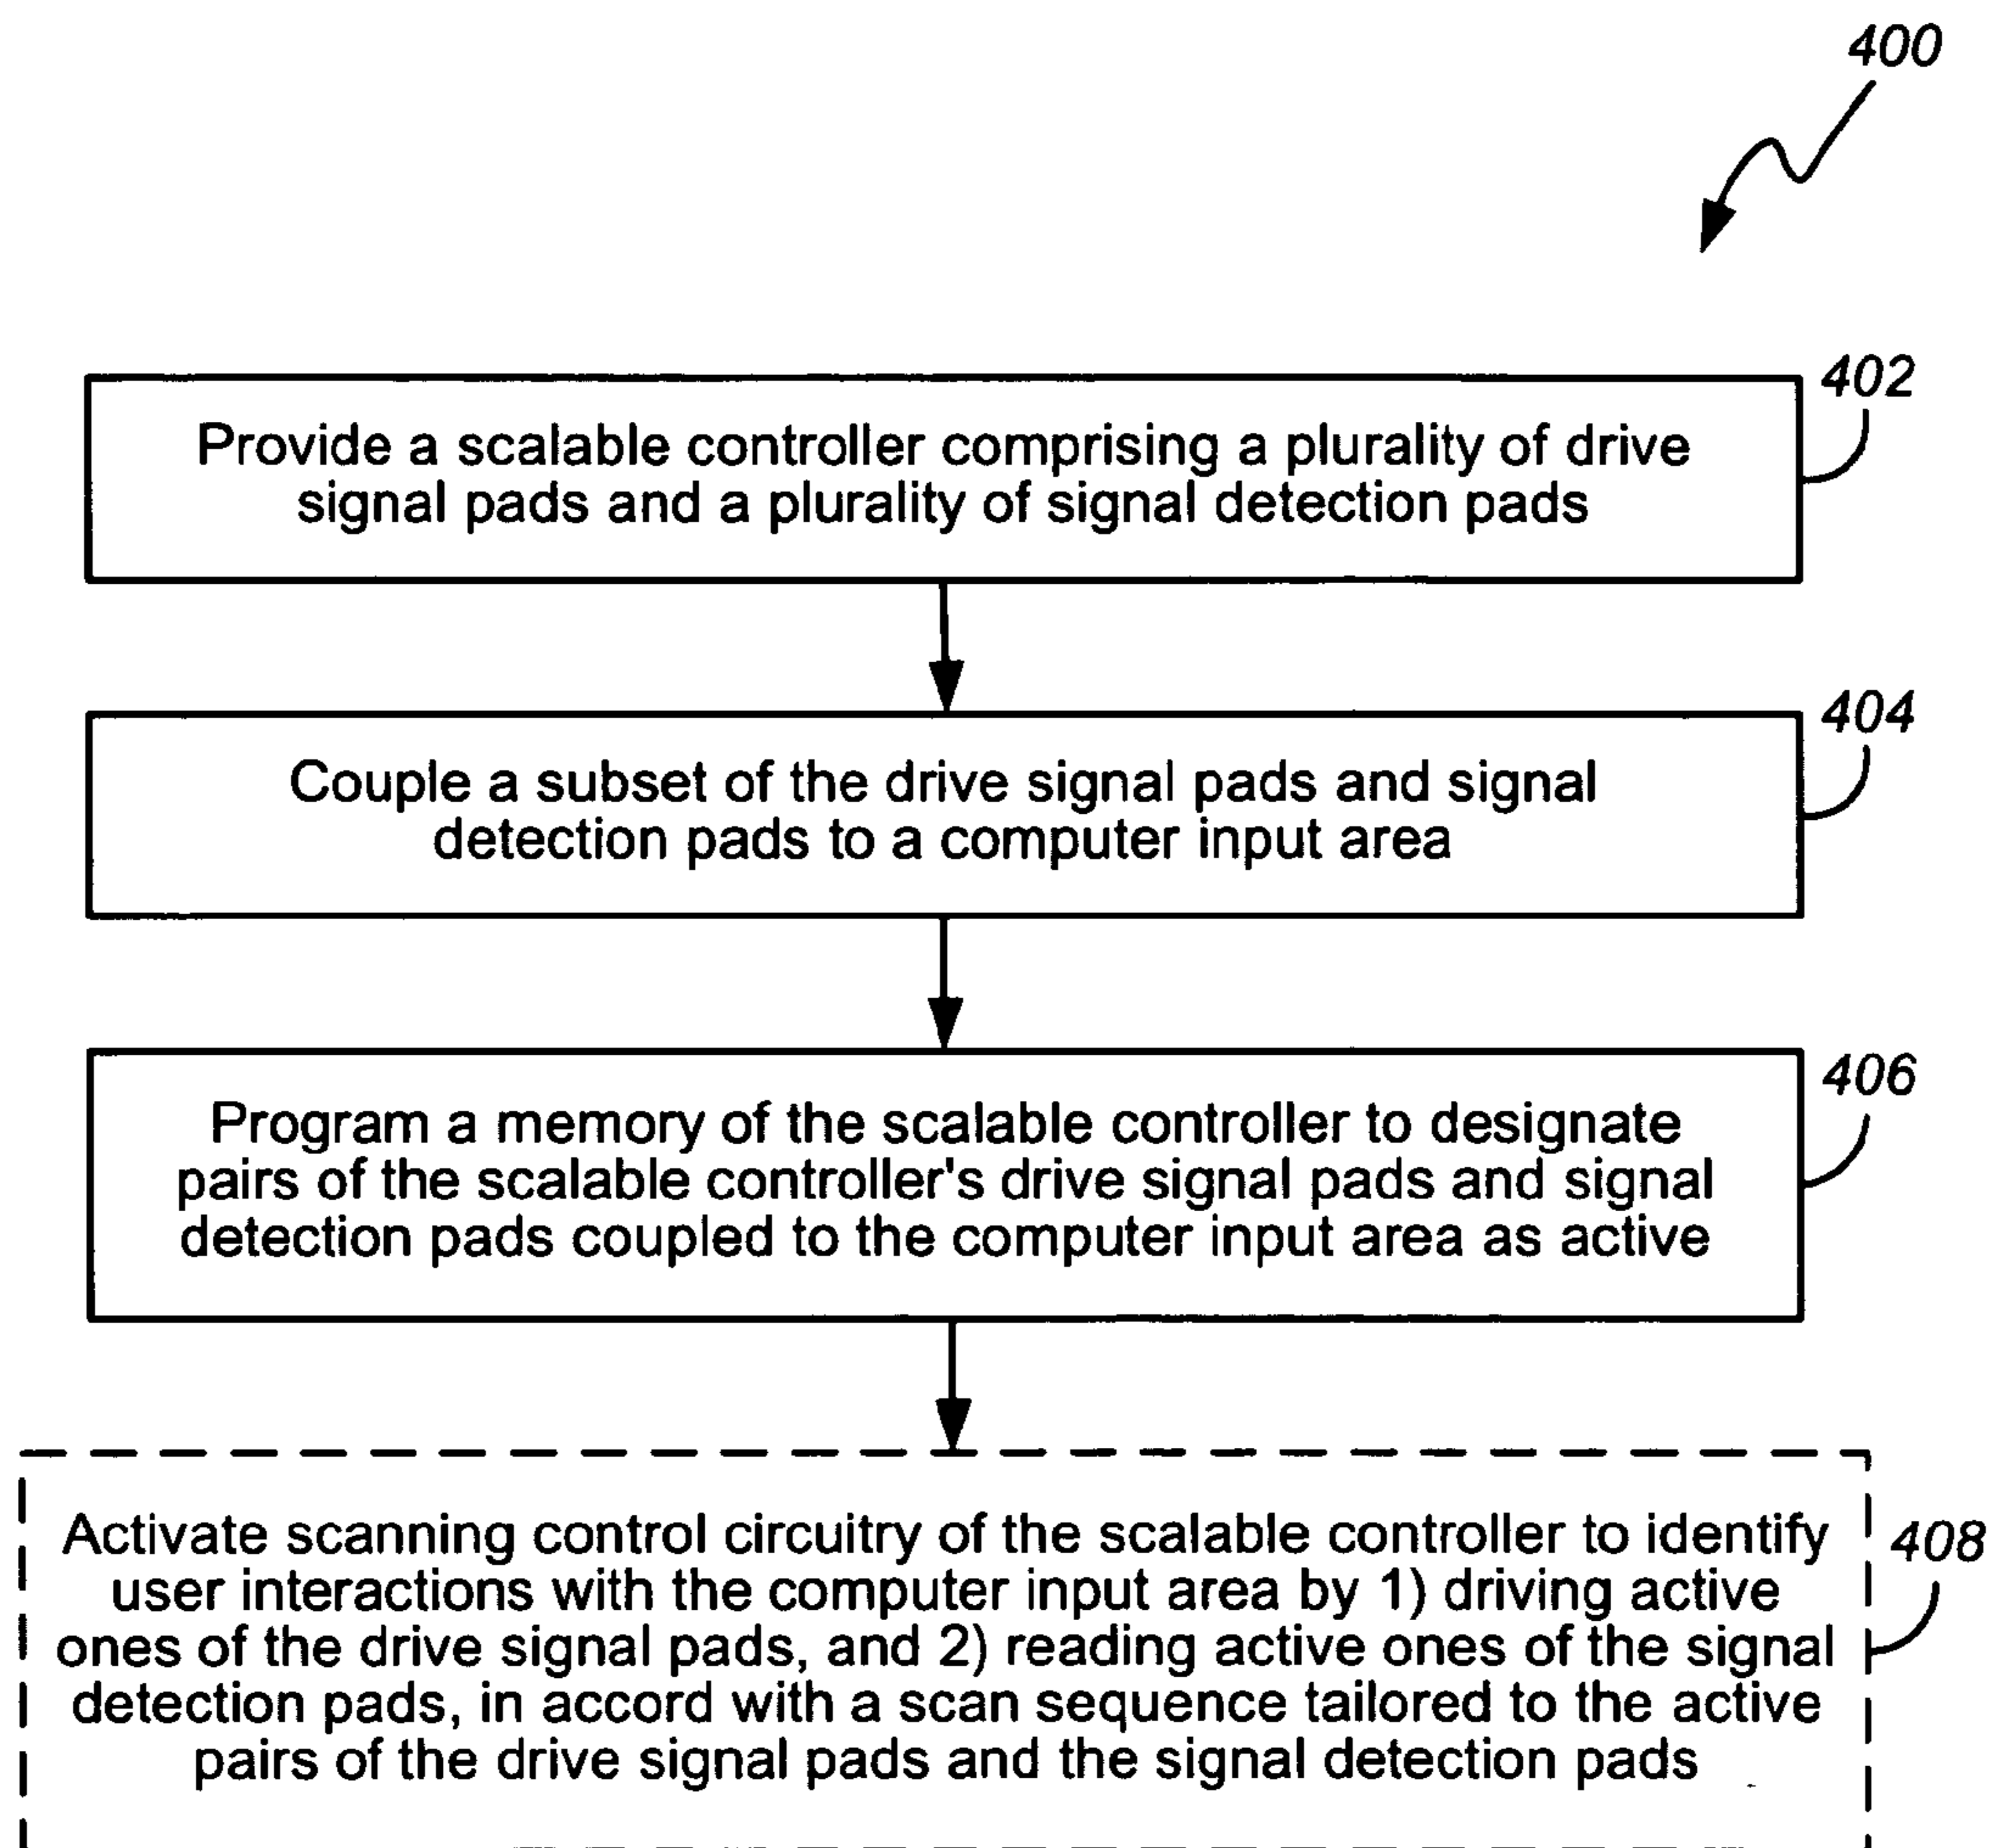 400
402
Provide a scalable controller comprising a plurality of drive
signal pads and a plurality of signal detection pads
404
Couple a subset of the drive signal pads and signal
detection pads to a computer input area
406
Program a memory of the scalable controller to designate
pairs of the scalable controller's drive signal pads and signal
detection pads coupled to the computer input area as active
408
Activate scanning control circuitry of the scalable controller to identify
user interactions with the computer input area by 1) driving active
ones of the drive signal pads, and 2) reading active ones of the signal
detection pads, in accord with a scan sequence tailored to the active
pairs of the drive signal pads and the signal detection pads